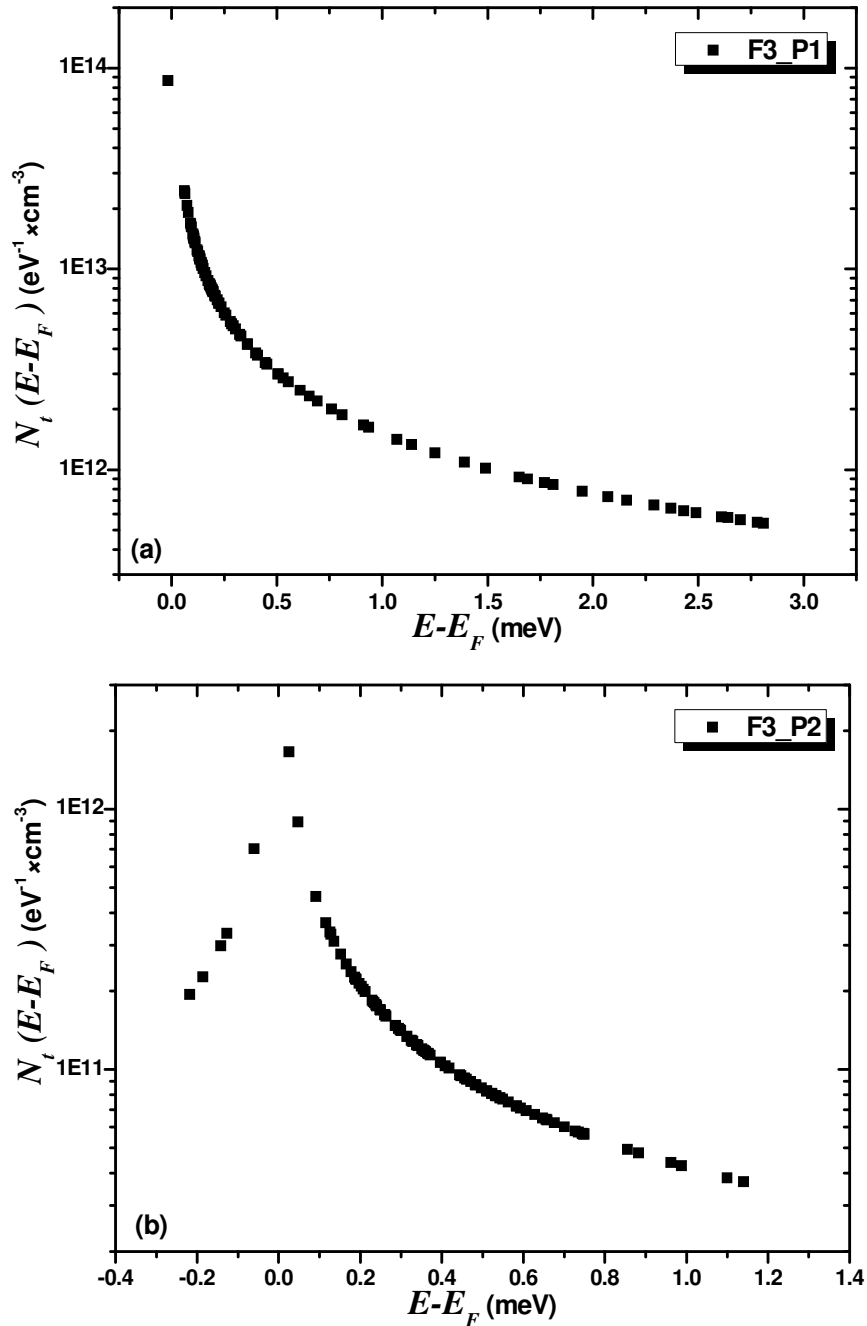 F3_P1
1E14
1E13
1E12
N_t (E-E_F) (eV⁻¹ ×cm⁻³)
(a)
0.0 0.5 1.0 1.5 2.0 2.5 3.0
E-E_F (meV)
F3_P2
1E12
1E11
N_t (E-E_F) (eV⁻¹ ×cm⁻³)
(b)
-0.4 -0.2 0.0 0.2 0.4 0.6 0.8 1.0 1.2 1.4
E-E_F (meV)